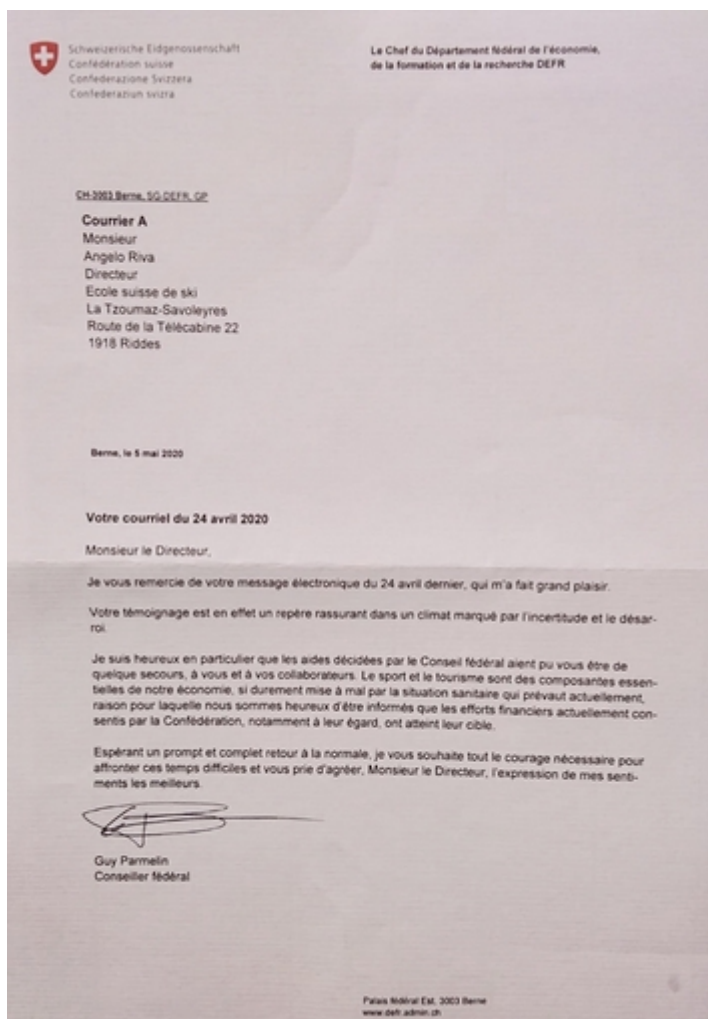 Schweizerische Eidgenossenschaft
Confédération suisse
Confederazione Svizzera
Confederaziun svizra
Le Chef du Département fédéral de l'économie,
de la formation et de la recherche DEFR
CH-3003 Berne, SG-DEFR, GP
Courrier A
Monsieur
Angelo Riva
Directeur
Ecole suisse de ski
La Tzoumaz-Savoleyres
Route de la Télécabine 22
1918 Riddes
Berne, le 5 mai 2020
Votre courriel du 24 avril 2020
Monsieur le Directeur,
Je vous remercie de votre message électronique du 24 avril dernier, qui m'a fait grand plaisir.
Votre témoignage est en effet un repère rassurant dans un climat marqué par l'incertitude et le désar-
roi.
Je suis heureux en particulier que les aides décidées par le Conseil fédéral aient pu vous être de
quelque secours, à vous et à vos collaborateurs. Le sport et le tourisme sont des composantes essen-
tielles de notre économie, si durement mise à mal par la situation sanitaire qui prévaut actuellement,
raison pour laquelle nous sommes heureux d'être informés que les efforts financiers actuellement con-
sentis par la Confédération, notamment à leur égard, ont atteint leur cible.
Espérant un prompt et complet retour à la normale, je vous souhaite tout le courage nécessaire pour
affronter ces temps difficiles et vous prie d'agréer, Monsieur le Directeur, l'expression de mes senti-
ments les meilleurs.
Guy Parmelin
Conseiller fédéral
Palais fédéral Est, 3003 Berne
www.defr.admin.ch